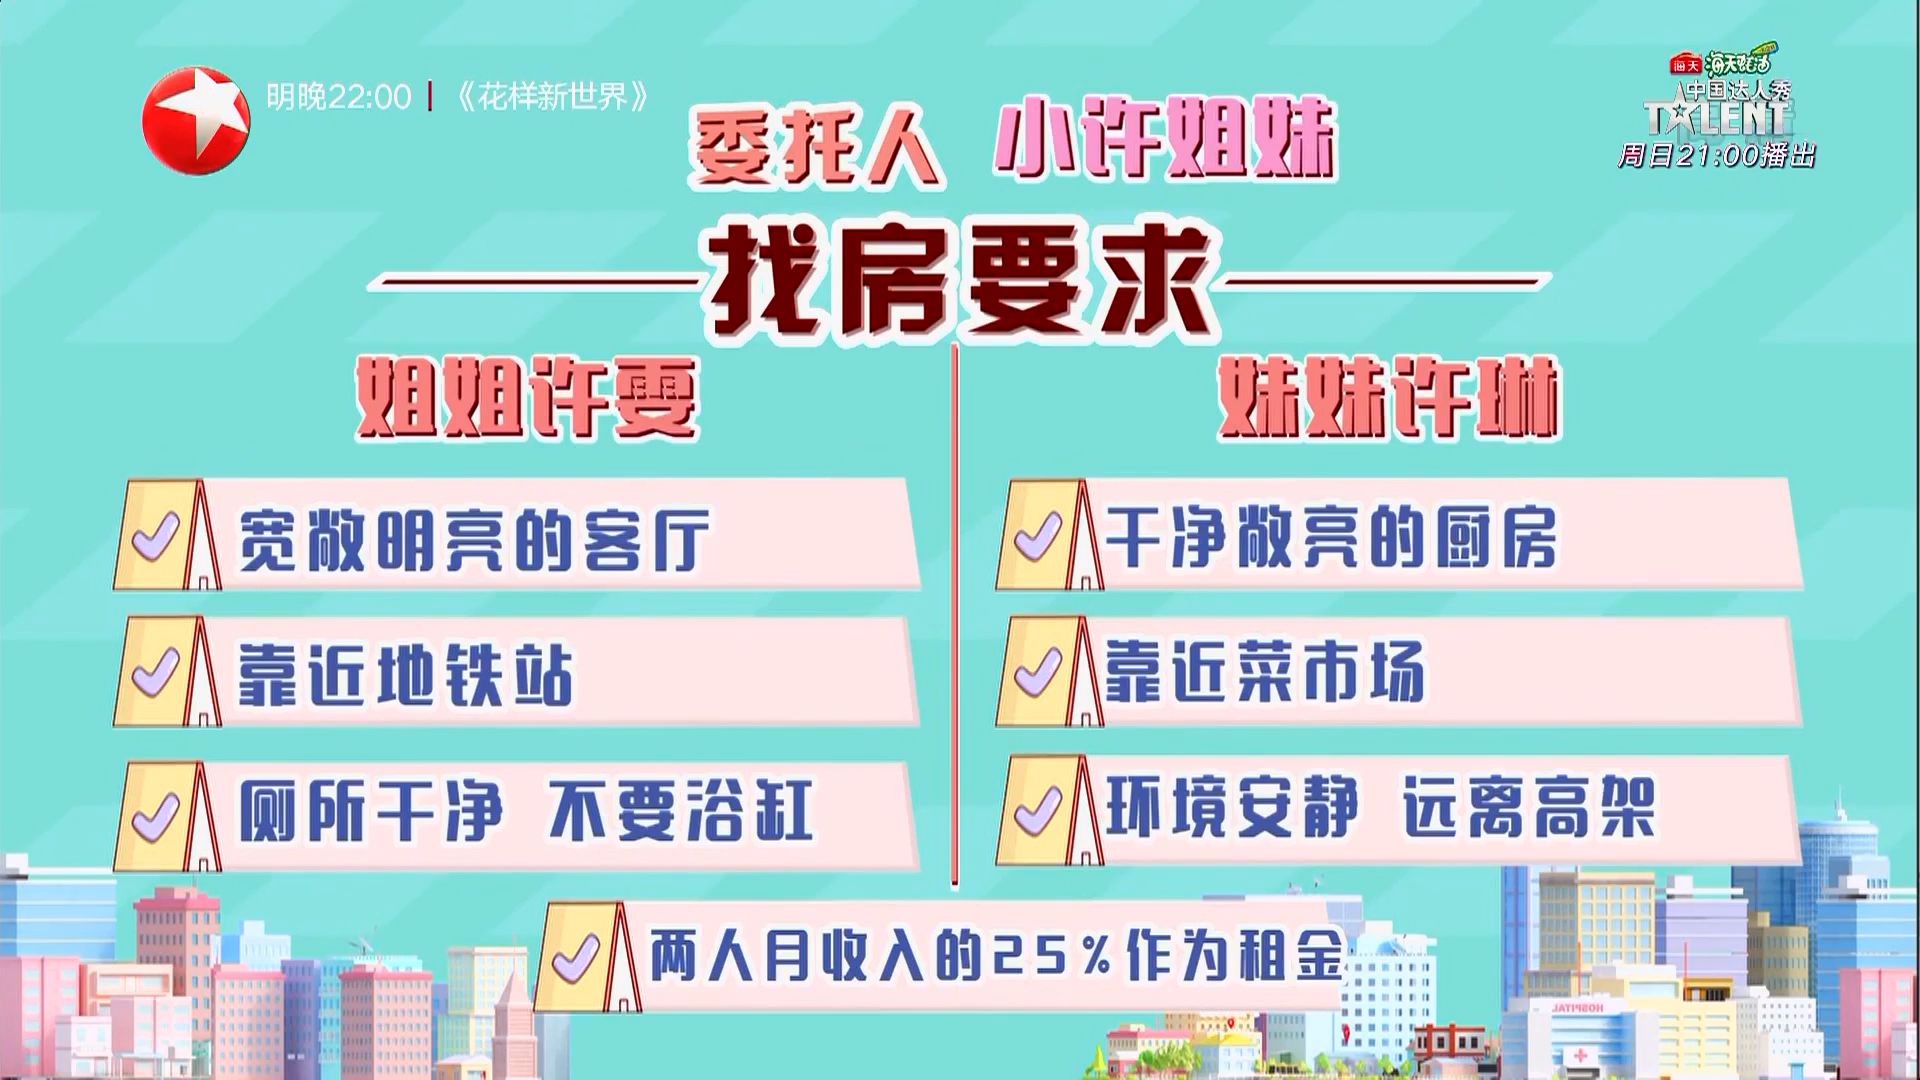 明晚22:00 | 《花样新世界》
海天 海天蚝油
中国达人秀
TALENT
周日21:00播出
委托人 小许姐妹
找房要求
姐姐许雯
宽敞明亮的客厅
靠近地铁站
厕所干净 不要浴缸
妹妹许琳
干净敞亮的厨房
靠近菜市场
环境安静 远离高架
两人月收入的25%作为租金
HOSPITAL